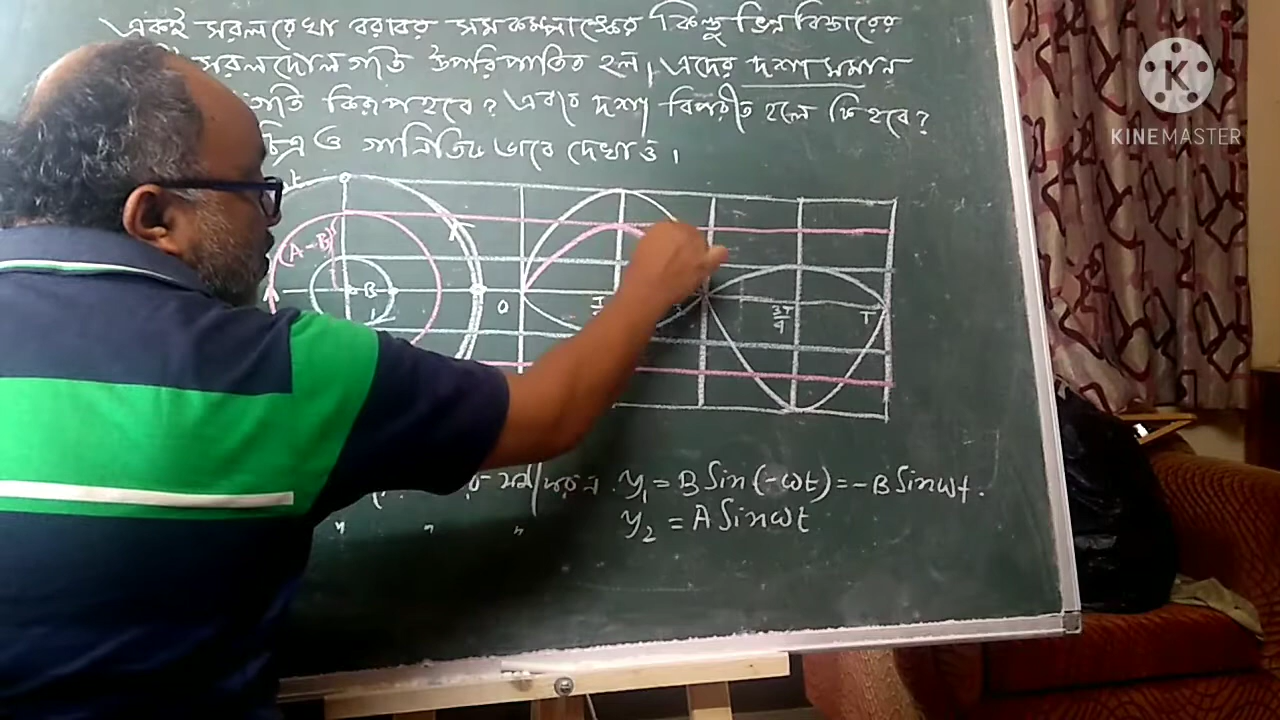 একই সরলরেখা বরাবর সমকম্পাঙ্কের কিন্তু ভিন্ন বিস্তারের
সরলদোলগতি উপরিপাতিত হল। এদের দশা সমান
গতি কিরূপ হবে? এবং দশা বিপরীত হলে কি হবে?
চিত্র ও গানিতিক ভাবে দেখাও।
K
KINEMASTER
(A-B)
B
O
3T/4
T
y₁ = B Sin(-ωt) = -B Sinωt.
" " " y₂ = A Sinωt